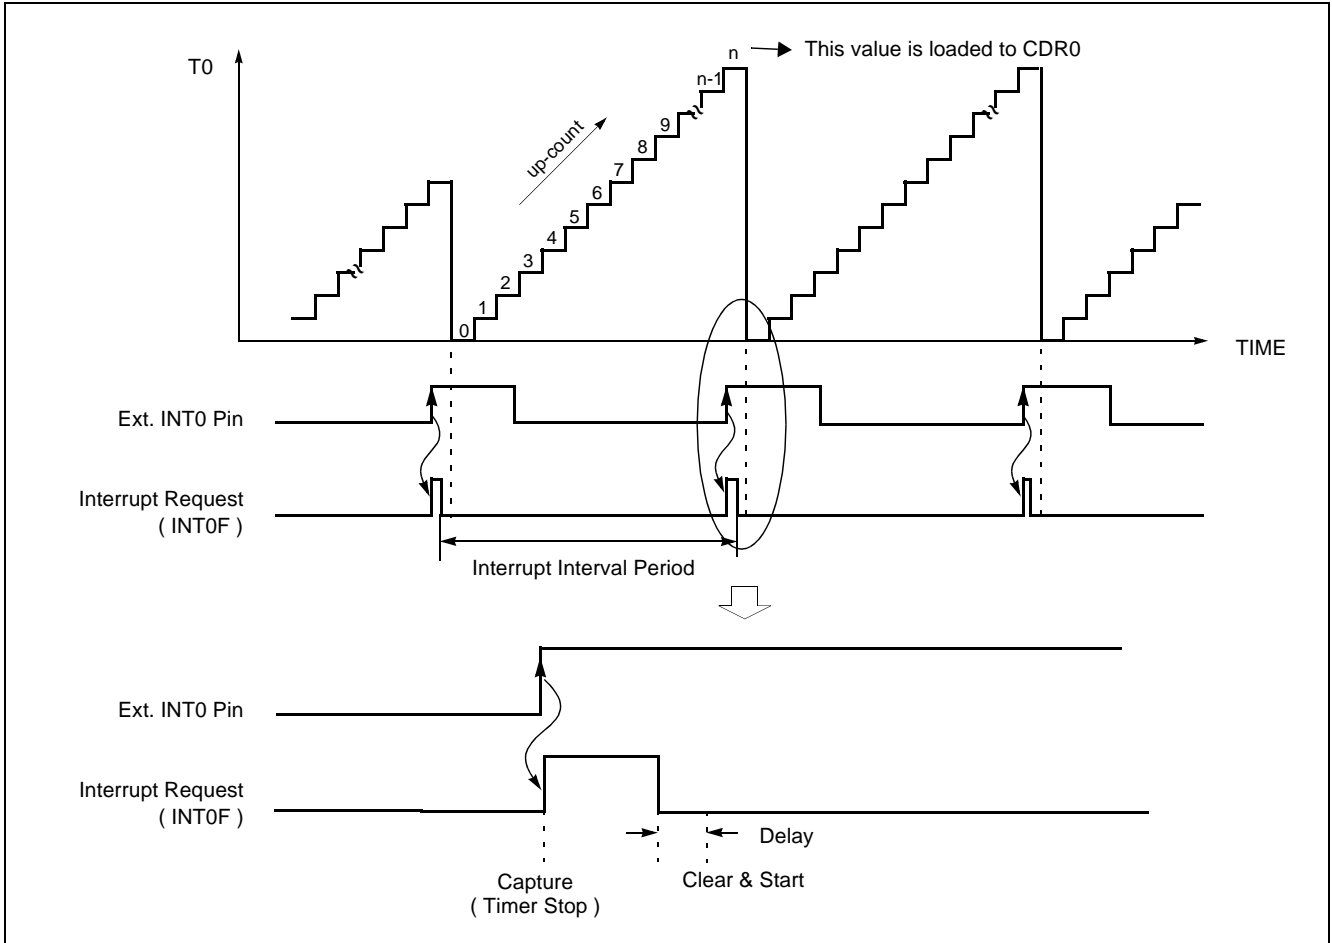 T0
n
This value is loaded to CDR0
n-1
9
8
7
6
5
4
3
2
1
0
up-count
TIME
Ext. INT0 Pin
Interrupt Request
( INT0F )
Interrupt Interval Period
Ext. INT0 Pin
Interrupt Request
( INT0F )
Delay
Capture
( Timer Stop )
Clear & Start